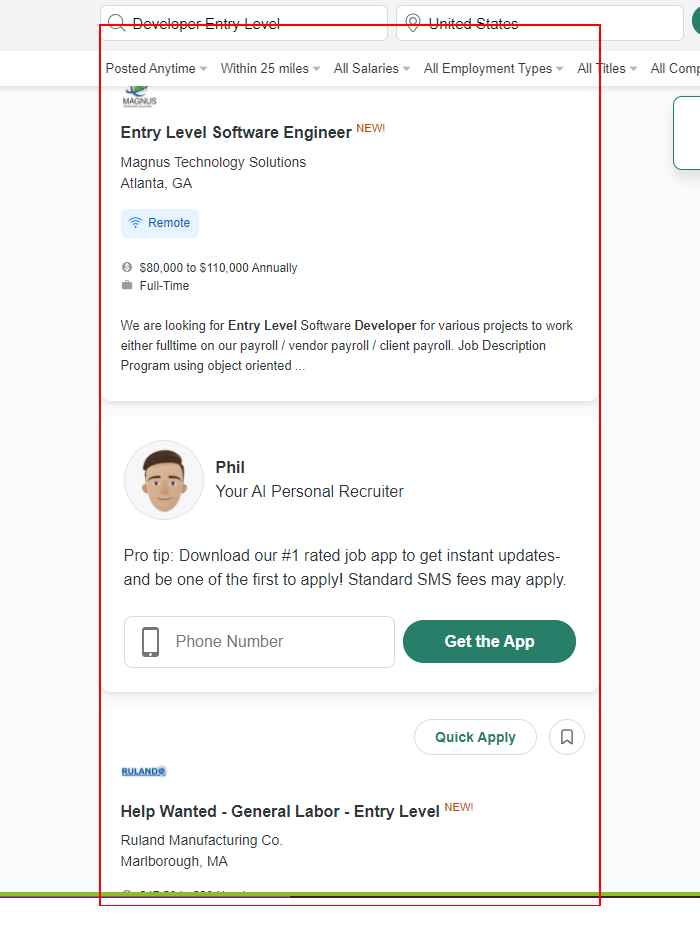 Developer Entry Level
United States
Posted Anytime
Within 25 miles
All Salaries
All Employment Types
All Titles
All Comp
MAGNUS
Entry Level Software Engineer NEW!
Magnus Technology Solutions
Atlanta, GA
Remote
$80,000 to $110,000 Annually
Full-Time
We are looking for Entry Level Software Developer for various projects to work
either fulltime on our payroll / vendor payroll / client payroll. Job Description
Program using object oriented ...
Phil
Your AI Personal Recruiter
Pro tip: Download our #1 rated job app to get instant updates-
and be one of the first to apply! Standard SMS fees may apply.
Phone Number
Get the App
Quick Apply
RULAND
Help Wanted - General Labor - Entry Level NEW!
Ruland Manufacturing Co.
Marlborough, MA